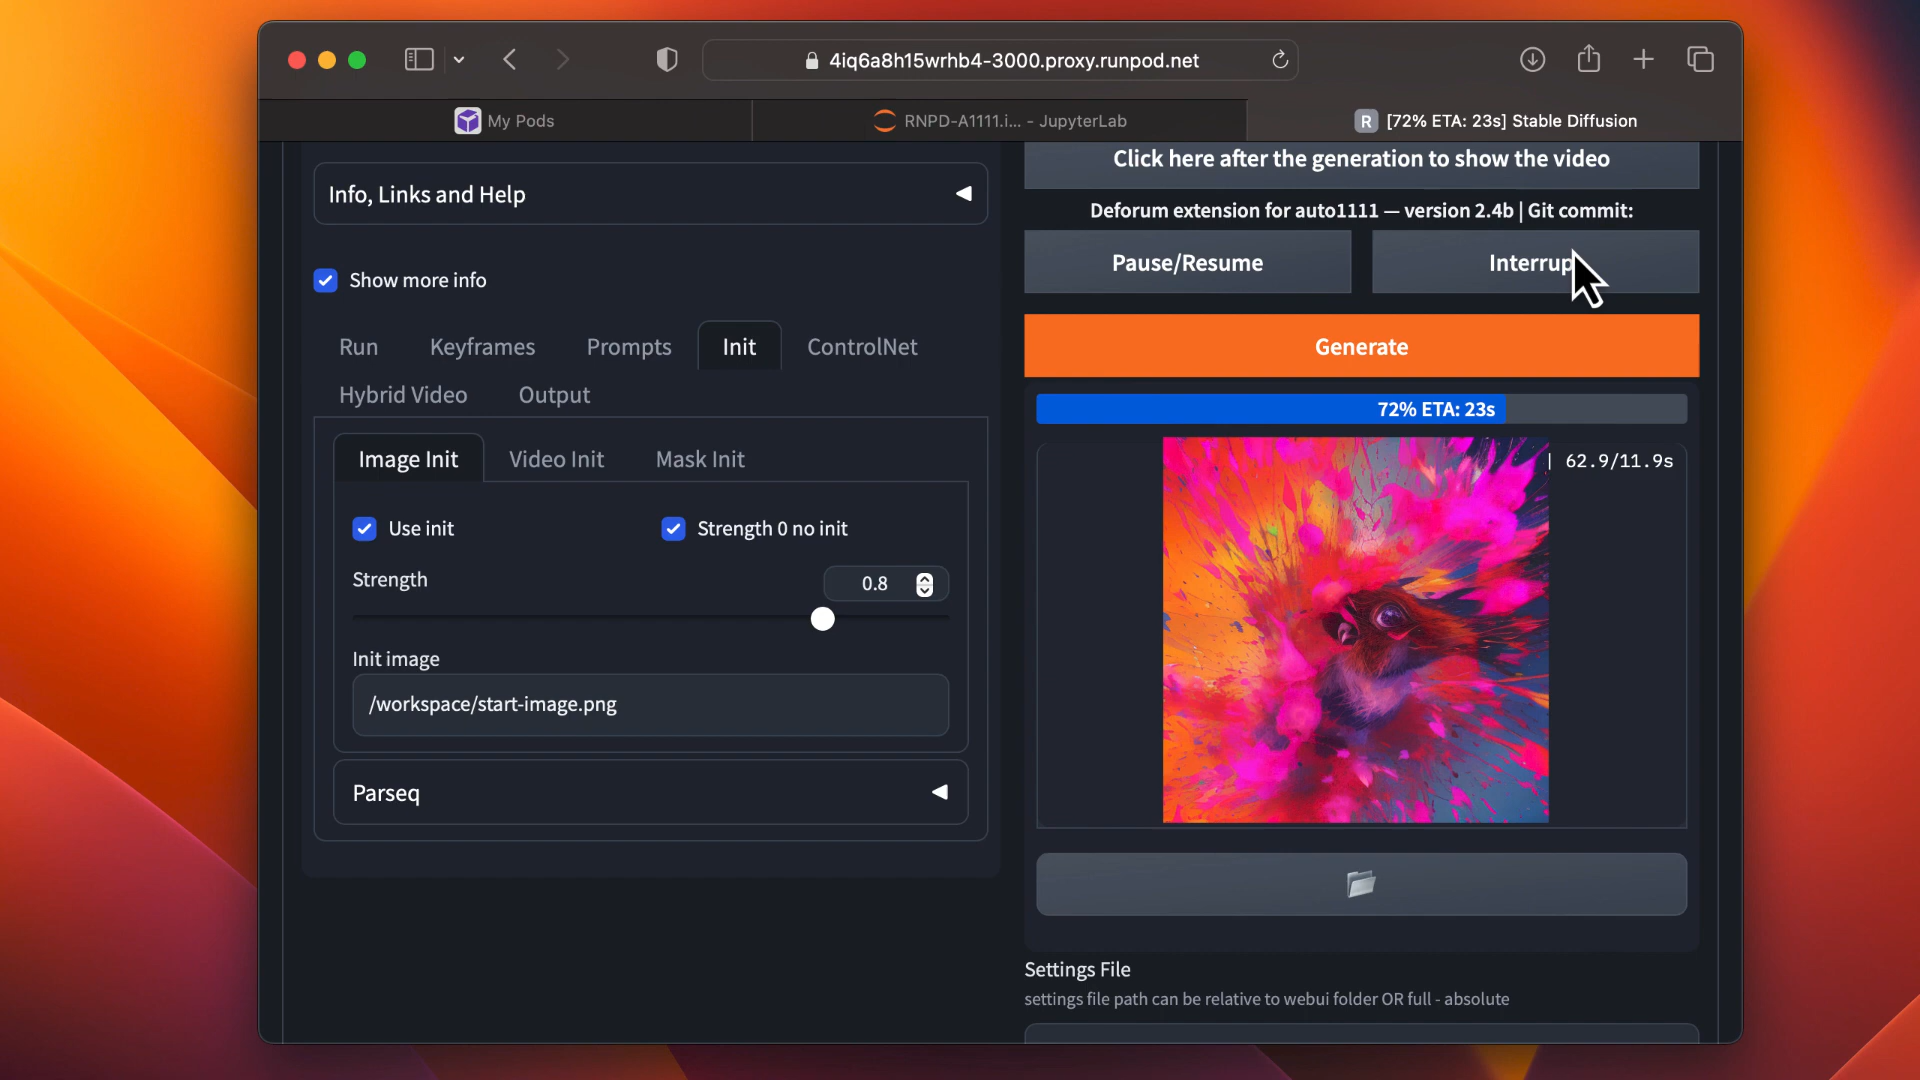 4iq6a8h15wrhb4-3000.proxy.runpod.net
My Pods
RNPD-A1111.i... - JupyterLab
R [72% ETA: 23s] Stable Diffusion
Info, Links and Help
Show more info
Run Keyframes Prompts Init ControlNet
Hybrid Video Output
Image Init Video Init Mask Init
Use init Strength 0 no init
Strength 0.8
Init image
/workspace/start-image.png
Parseq
Click here after the generation to show the video
Deforum extension for auto1111 — version 2.4b | Git commit:
Pause/Resume Interrup
Generate
72% ETA: 23s
| 62.9/11.9s
Settings File
settings file path can be relative to webui folder OR full - absolute